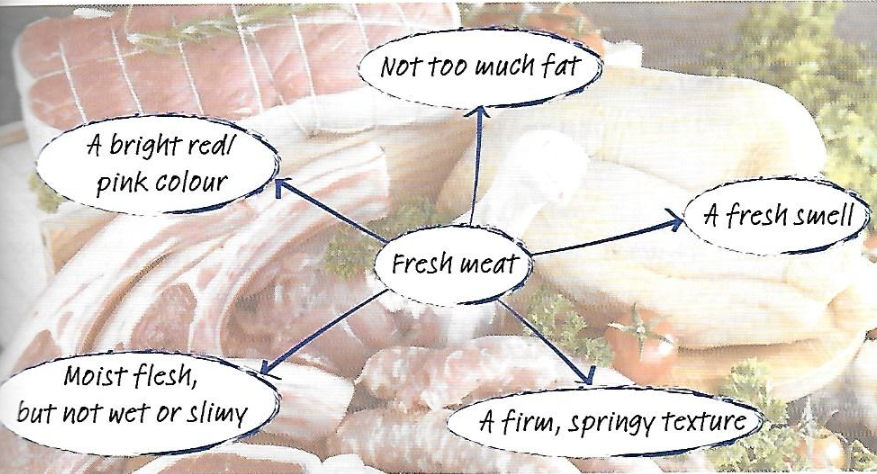 Not too much fat
A bright red/
pink colour
A fresh smell
Fresh meat
Moist flesh,
but not wet or slimy
A firm, springy texture